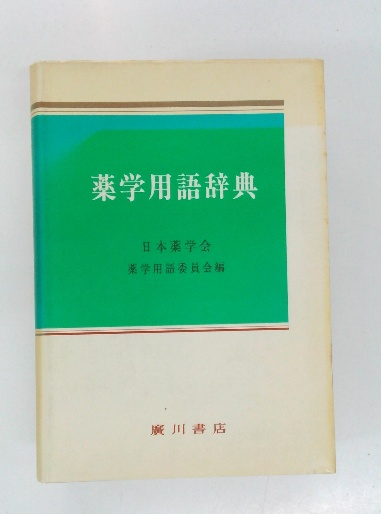 薬学用語辞典
日本薬学会
薬学用語委員会編
廣川書店